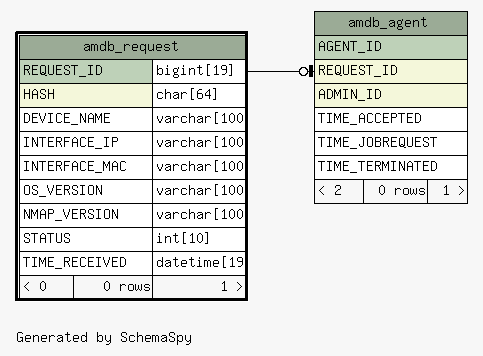 amdb_request
REQUEST_ID bigint[19]
HASH char[64]
DEVICE_NAME varchar[100
INTERFACE_IP varchar[100
INTERFACE_MAC varchar[100
OS_VERSION varchar[100
NMAP_VERSION varchar[100
STATUS int[10]
TIME_RECEIVED datetime[19
< 0 0 rows 1 >
amdb_agent
AGENT_ID
REQUEST_ID
ADMIN_ID
TIME_ACCEPTED
TIME_JOBREQUEST
TIME_TERMINATED
< 2 0 rows 1 >
Generated by SchemaSpy